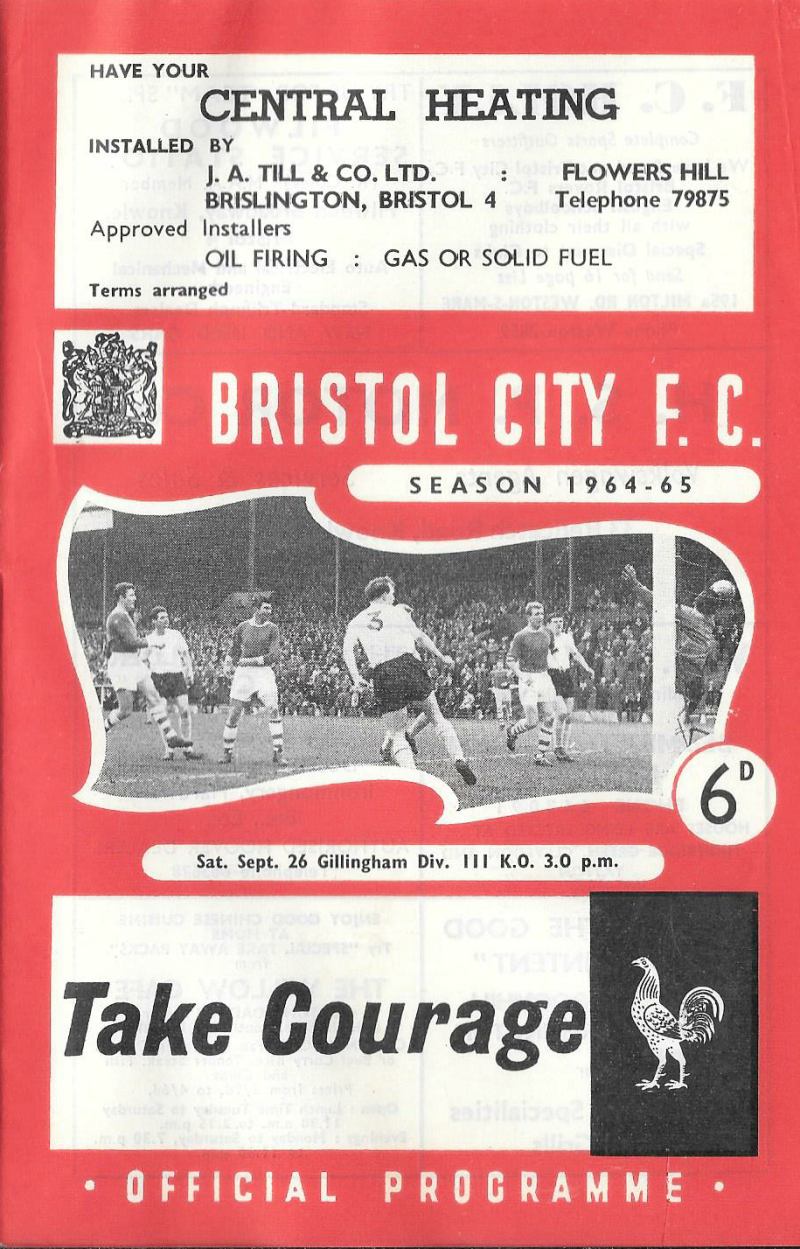 HAVE YOUR
CENTRAL HEATING
INSTALLED BY
J. A. TILL & CO. LTD. : FLOWERS HILL
BRISLINGTON, BRISTOL 4 Telephone 79875
Approved Installers
OIL FIRING : GAS OR SOLID FUEL
Terms arranged
BRISTOL CITY F. C.
SEASON 1964-65
3
6D
Sat. Sept. 26 Gillingham Div. III K.O. 3.0 p.m.
Take Courage
· OFFICIAL PROGRAMME ·